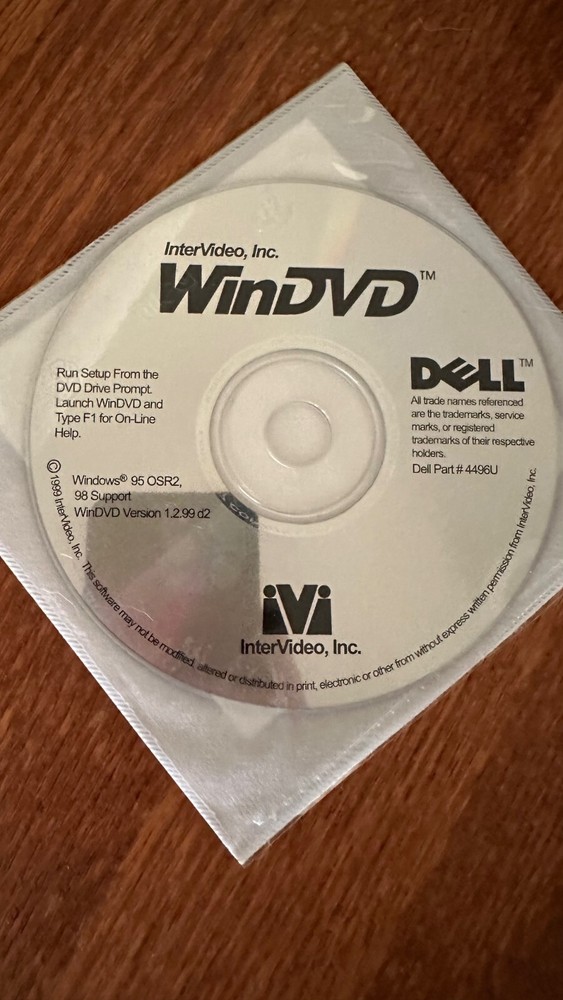 InterVideo, Inc.
WinDVD™
Run Setup From the
DVD Drive Prompt.
Launch WinDVD and
Type F1 for On-Line
Help.
DELL™
All trade names referenced
are the trademarks, service
marks, or registered
trademarks of their respective
holders.
Dell Part # 4496U
Windows® 95 OSR2,
98 Support
WinDVD Version 1.2.99 d2
iVi
InterVideo, Inc.
©1999 InterVideo, Inc. This software may not be modified, altered or distributed in print, electronic or other from without express written permission from InterVideo, Inc.